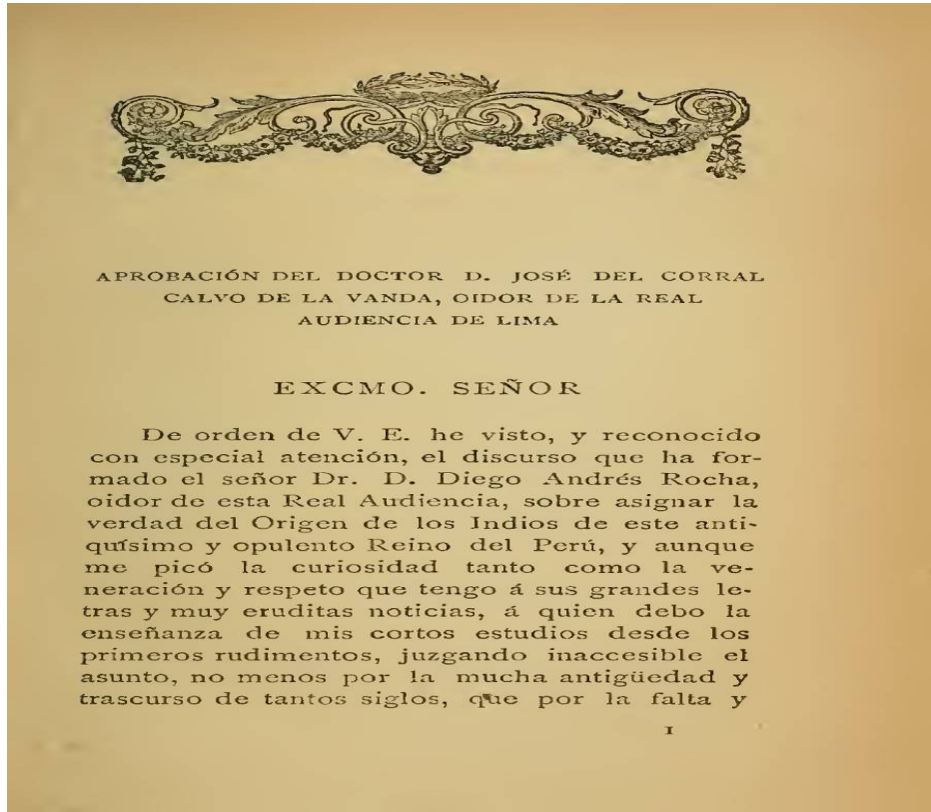 APROBACIÓN DEL DOCTOR D. JOSÉ DEL CORRAL
CALVO DE LA VANDA, OIDOR DE LA REAL
AUDIENCIA DE LIMA
EXCMO. SEÑOR
De orden de V. E. he visto, y reconocido
con especial atención, el discurso que ha for-
mado el señor Dr. D. Diego Andrés Rocha,
oidor de esta Real Audiencia, sobre asignar la
verdad del Origen de los Indios de este anti-
quísimo y opulento Reino del Perú, y aunque
me picó la curiosidad tanto como la ve-
neración y respeto que tengo á sus grandes le-
tras y muy eruditas noticias, á quien debo la
enseñanza de mis cortos estudios desde los
primeros rudimentos, juzgando inaccesible el
asunto, no menos por la mucha antigüedad y
trascurso de tantos siglos, que por la falta y
I